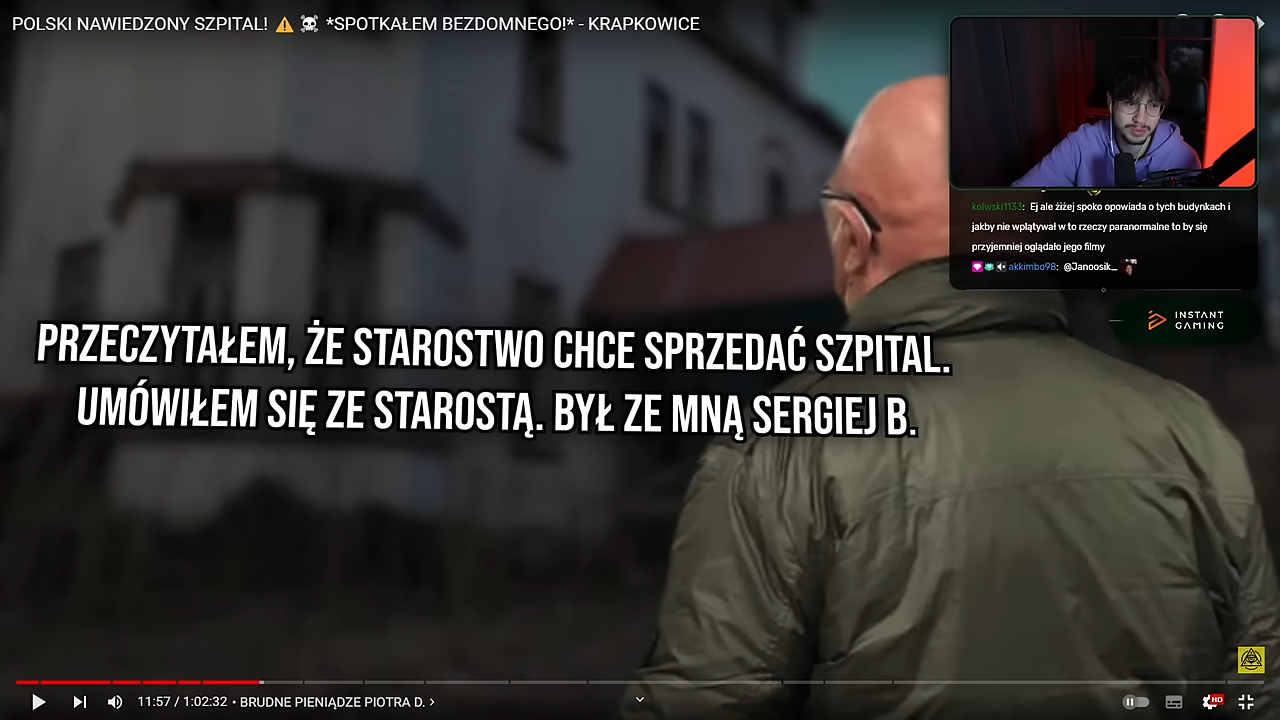 POLSKI NAWIEDZONY SZPITAL! ⚠️☠️ *SPOTKAŁEM BEZDOMNEGO!* - KRAPKOWICE
kolwski1133: Ej ale żiżej spoko opowiada o tych budynkach i
jakby nie wplątywał w to rzeczy paranormalne to by się
przyjemniej oglądało jego filmy
akkimbo98: @Janoosik_
INSTANT
GAMING
PRZECZYTAŁEM, ŻE STAROSTWO CHCE SPRZEDAĆ SZPITAL.
UMÓWIŁEM SIĘ ZE STAROSTĄ. BYŁ ZE MNĄ SERGIEJ B.
11:57 / 1:02:32 • BRUDNE PIENIĄDZE PIOTRA D. ›
HD